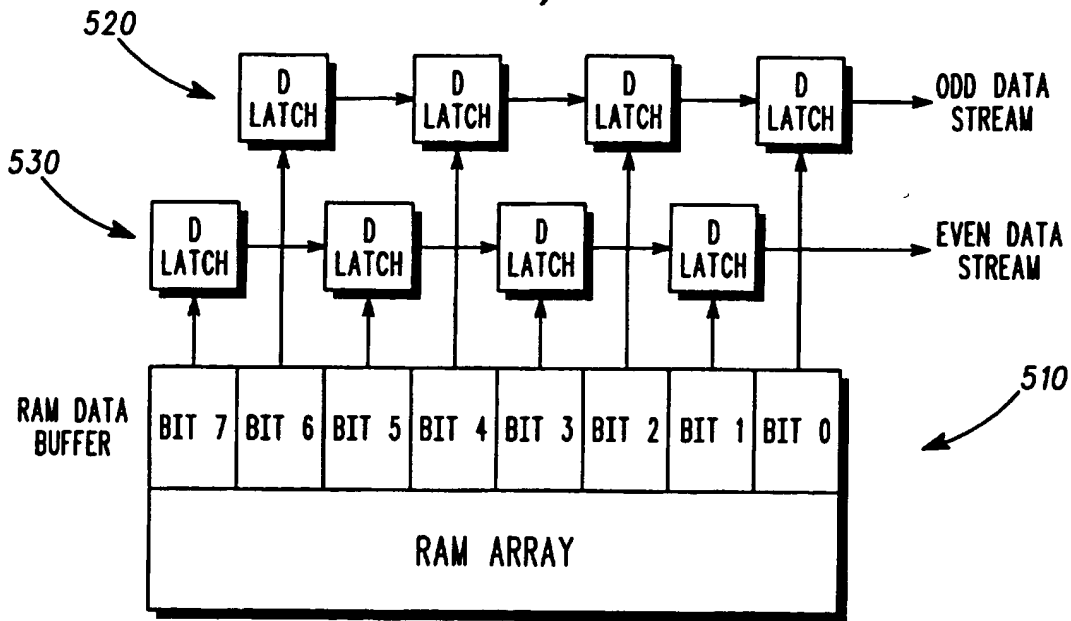 520
D
LATCH
D
LATCH
D
LATCH
D
LATCH
ODD DATA
STREAM
530
D
LATCH
D
LATCH
D
LATCH
D
LATCH
EVEN DATA
STREAM
510
RAM DATA
BUFFER
BIT 7
BIT 6
BIT 5
BIT 4
BIT 3
BIT 2
BIT 1
BIT 0
RAM ARRAY